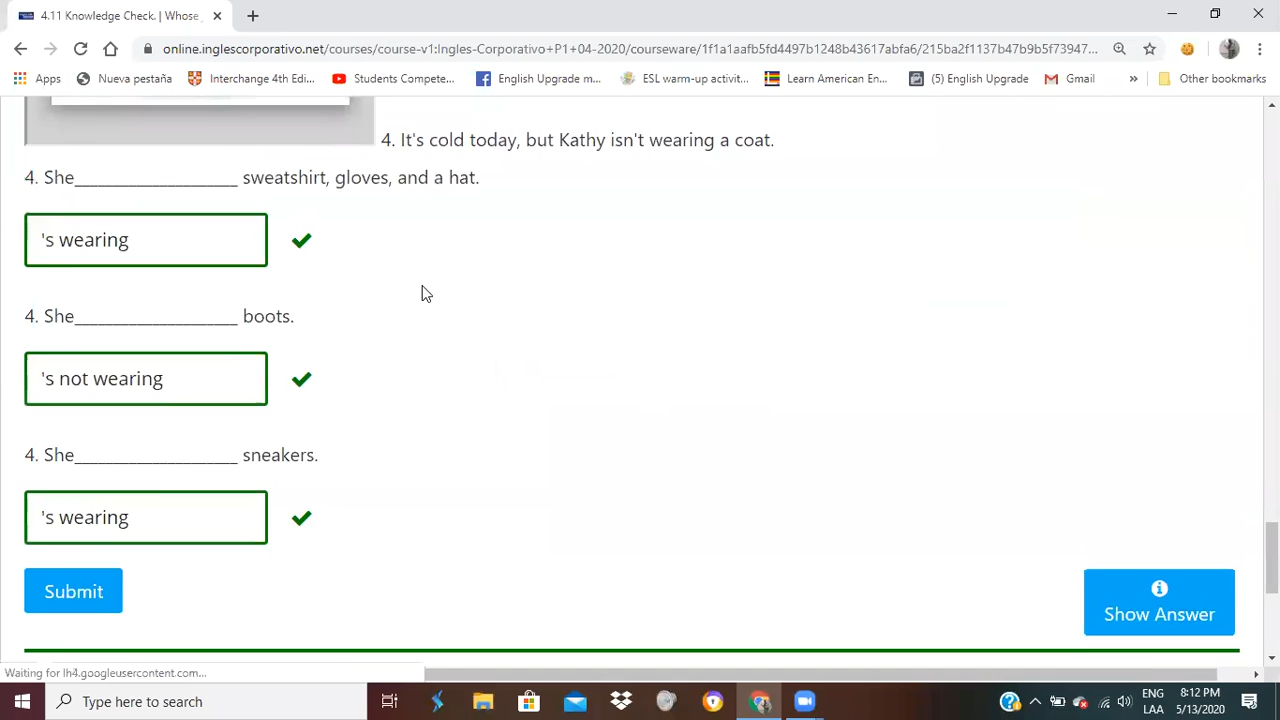 4.11 Knowledge Check. | Whose
online.inglescorporativo.net/courses/course-v1:Ingles-Corporativo+P1+04-2020/courseware/1f1a1aafb5fd4497b1248b43617abfa6/215ba2f1137b47b9b5f73947...
Apps Nueva pestaña Interchange 4th Edi... Students Compete... English Upgrade m... ESL warm-up activit... Learn American En... (5) English Upgrade Gmail » Other bookmarks
4. It's cold today, but Kathy isn't wearing a coat.
4. She_____________________ sweatshirt, gloves, and a hat.
's wearing
4. She_____________________ boots.
's not wearing
4. She_____________________ sneakers.
's wearing
Submit
Show Answer
Waiting for lh4.googleusercontent.com...
Type here to search
ENG 8:12 PM
LAA 5/13/2020